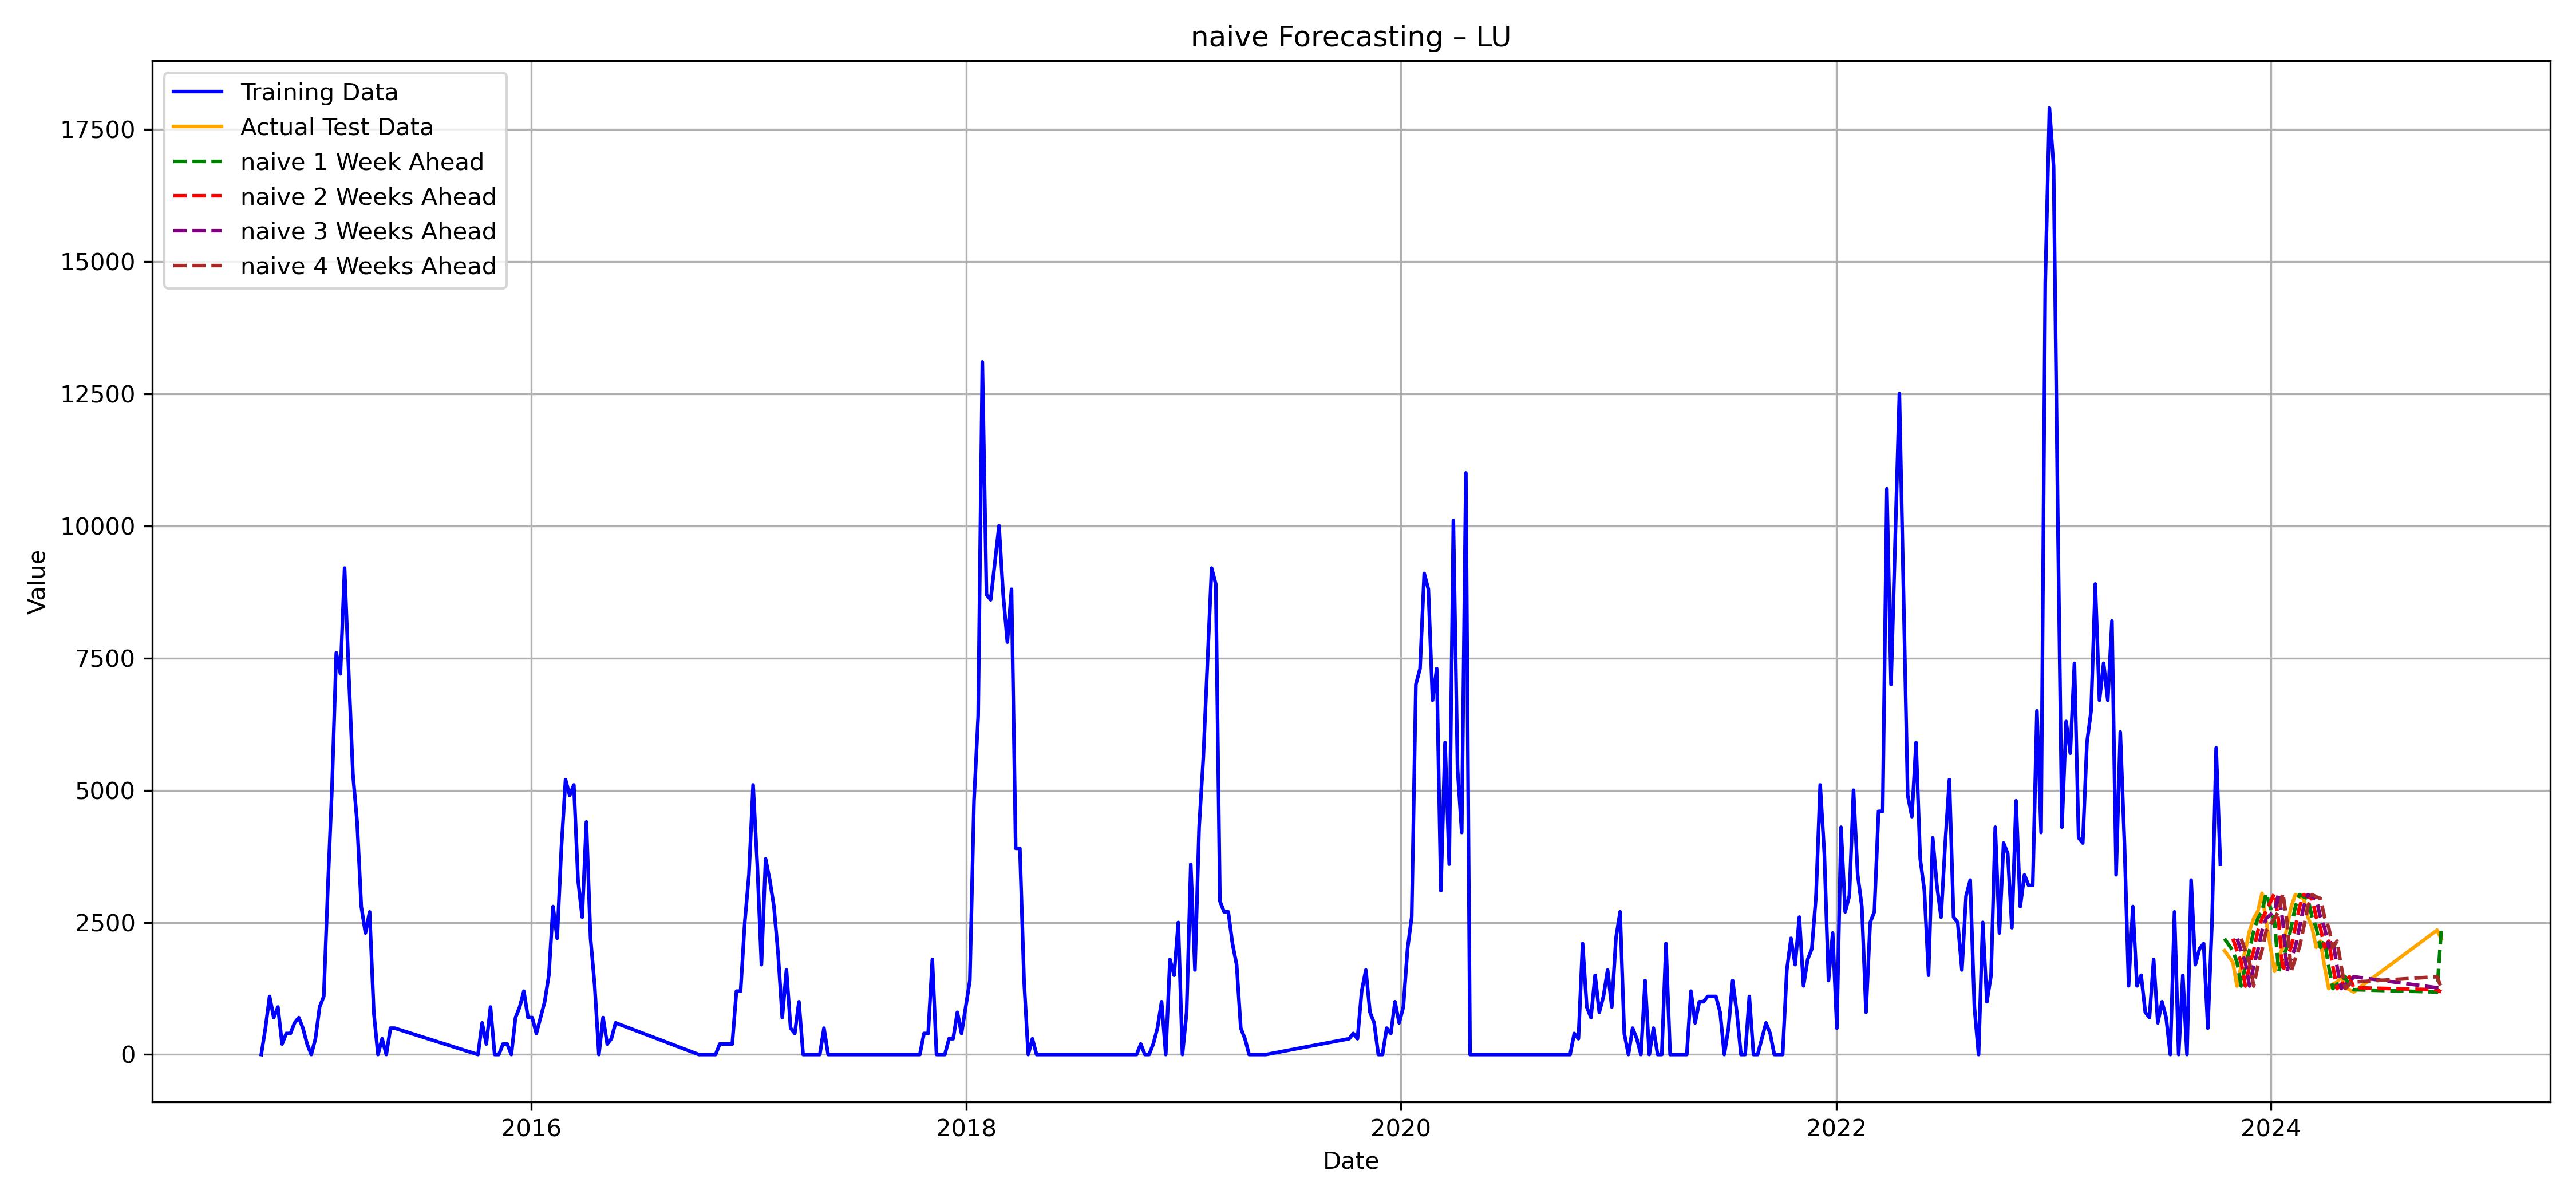 naive Forecasting – LU
Training Data
Actual Test Data
naive 1 Week Ahead
naive 2 Weeks Ahead
naive 3 Weeks Ahead
naive 4 Weeks Ahead
17500
15000
12500
10000
7500
5000
2500
0
Value
2016
2018
2020
2022
2024
Date